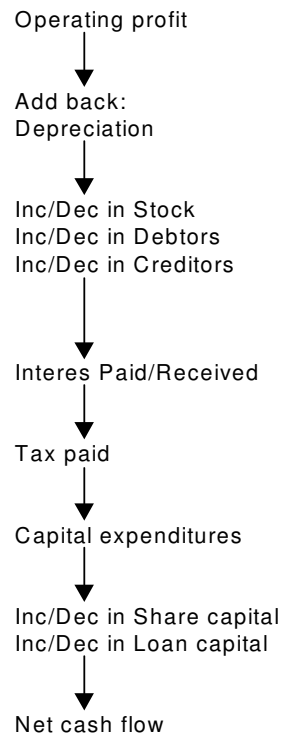 Operating profit
Add back:
Depreciation
Inc/Dec in Stock
Inc/Dec in Debtors
Inc/Dec in Creditors
Interes Paid/Received
Tax paid
Capital expenditures
Inc/Dec in Share capital
Inc/Dec in Loan capital
Net cash flow